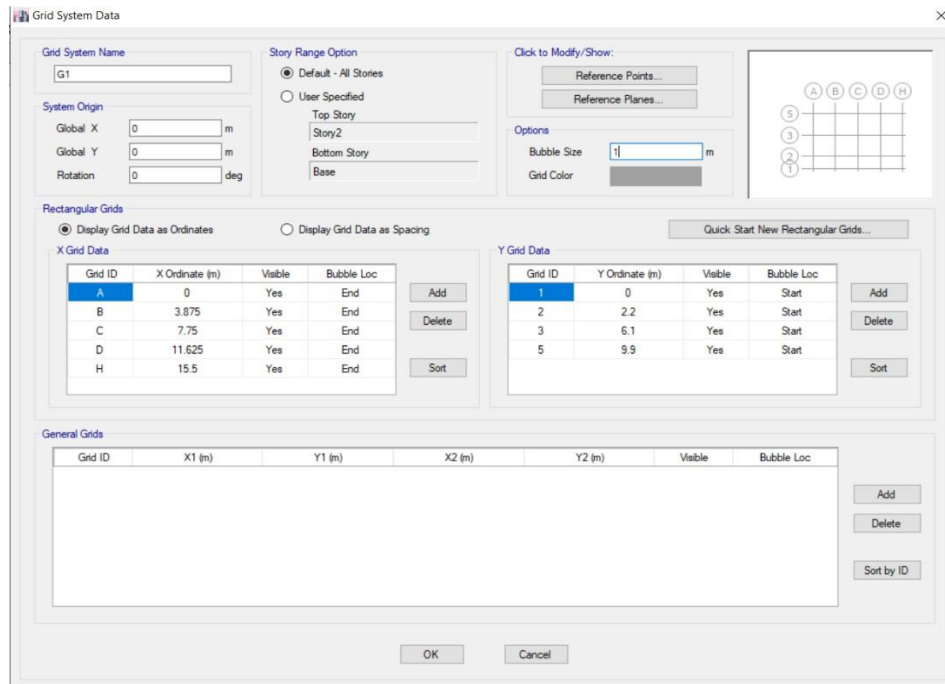 Grid System Data
Grid System Name
G1
System Origin
Global X 0 m
Global Y 0 m
Rotation 0 deg
Story Range Option
Default - All Stories
User Specified
Top Story
Story2
Bottom Story
Base
Click to Modify/Show:
Reference Points...
Reference Planes...
Options
Bubble Size 1 m
Grid Color
A B C D H
5
3
2
1
Rectangular Grids
Display Grid Data as Ordinates Display Grid Data as Spacing Quick Start New Rectangular Grids...
X Grid Data
Grid ID X Ordinate (m) Visible Bubble Loc
A 0 Yes End
B 3.875 Yes End
C 7.75 Yes End
D 11.625 Yes End
H 15.5 Yes End
Add
Delete
Sort
Y Grid Data
Grid ID Y Ordinate (m) Visible Bubble Loc
1 0 Yes Start
2 2.2 Yes Start
3 6.1 Yes Start
5 9.9 Yes Start
Add
Delete
Sort
General Grids
Grid ID X1 (m) Y1 (m) X2 (m) Y2 (m) Visible Bubble Loc
Add
Delete
Sort by ID
OK Cancel